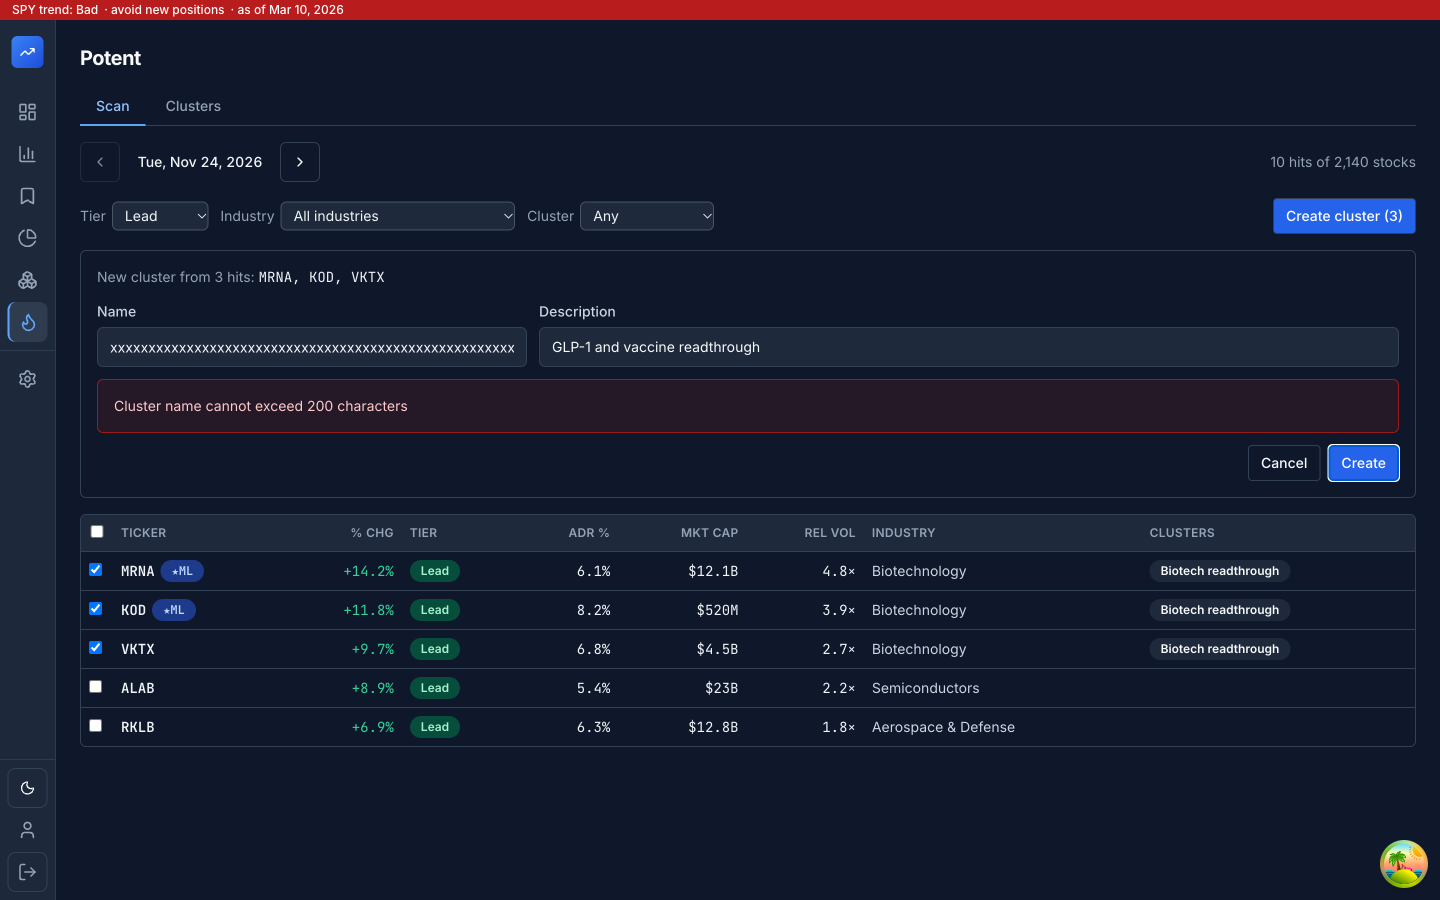 SPY trend: Bad · avoid new positions · as of Mar 10, 2026
Potent
Scan Clusters
Tue, Nov 24, 2026 10 hits of 2,140 stocks
Tier Lead Industry All industries Cluster Any Create cluster (3)
New cluster from 3 hits: MRNA, KOD, VKTX
Name Description
xxxxxxxxxxxxxxxxxxxxxxxxxxxxxxxxxxxxxxxxxxxxxxxxxxxxx GLP-1 and vaccine readthrough
Cluster name cannot exceed 200 characters
Cancel Create
TICKER % CHG TIER ADR % MKT CAP REL VOL INDUSTRY CLUSTERS
MRNA ★ML +14.2% Lead 6.1% $12.1B 4.8× Biotechnology Biotech readthrough
KOD ★ML +11.8% Lead 8.2% $520M 3.9× Biotechnology Biotech readthrough
VKTX +9.7% Lead 6.8% $4.5B 2.7× Biotechnology Biotech readthrough
ALAB +8.9% Lead 5.4% $23B 2.2× Semiconductors
RKLB +6.9% Lead 6.3% $12.8B 1.8× Aerospace & Defense